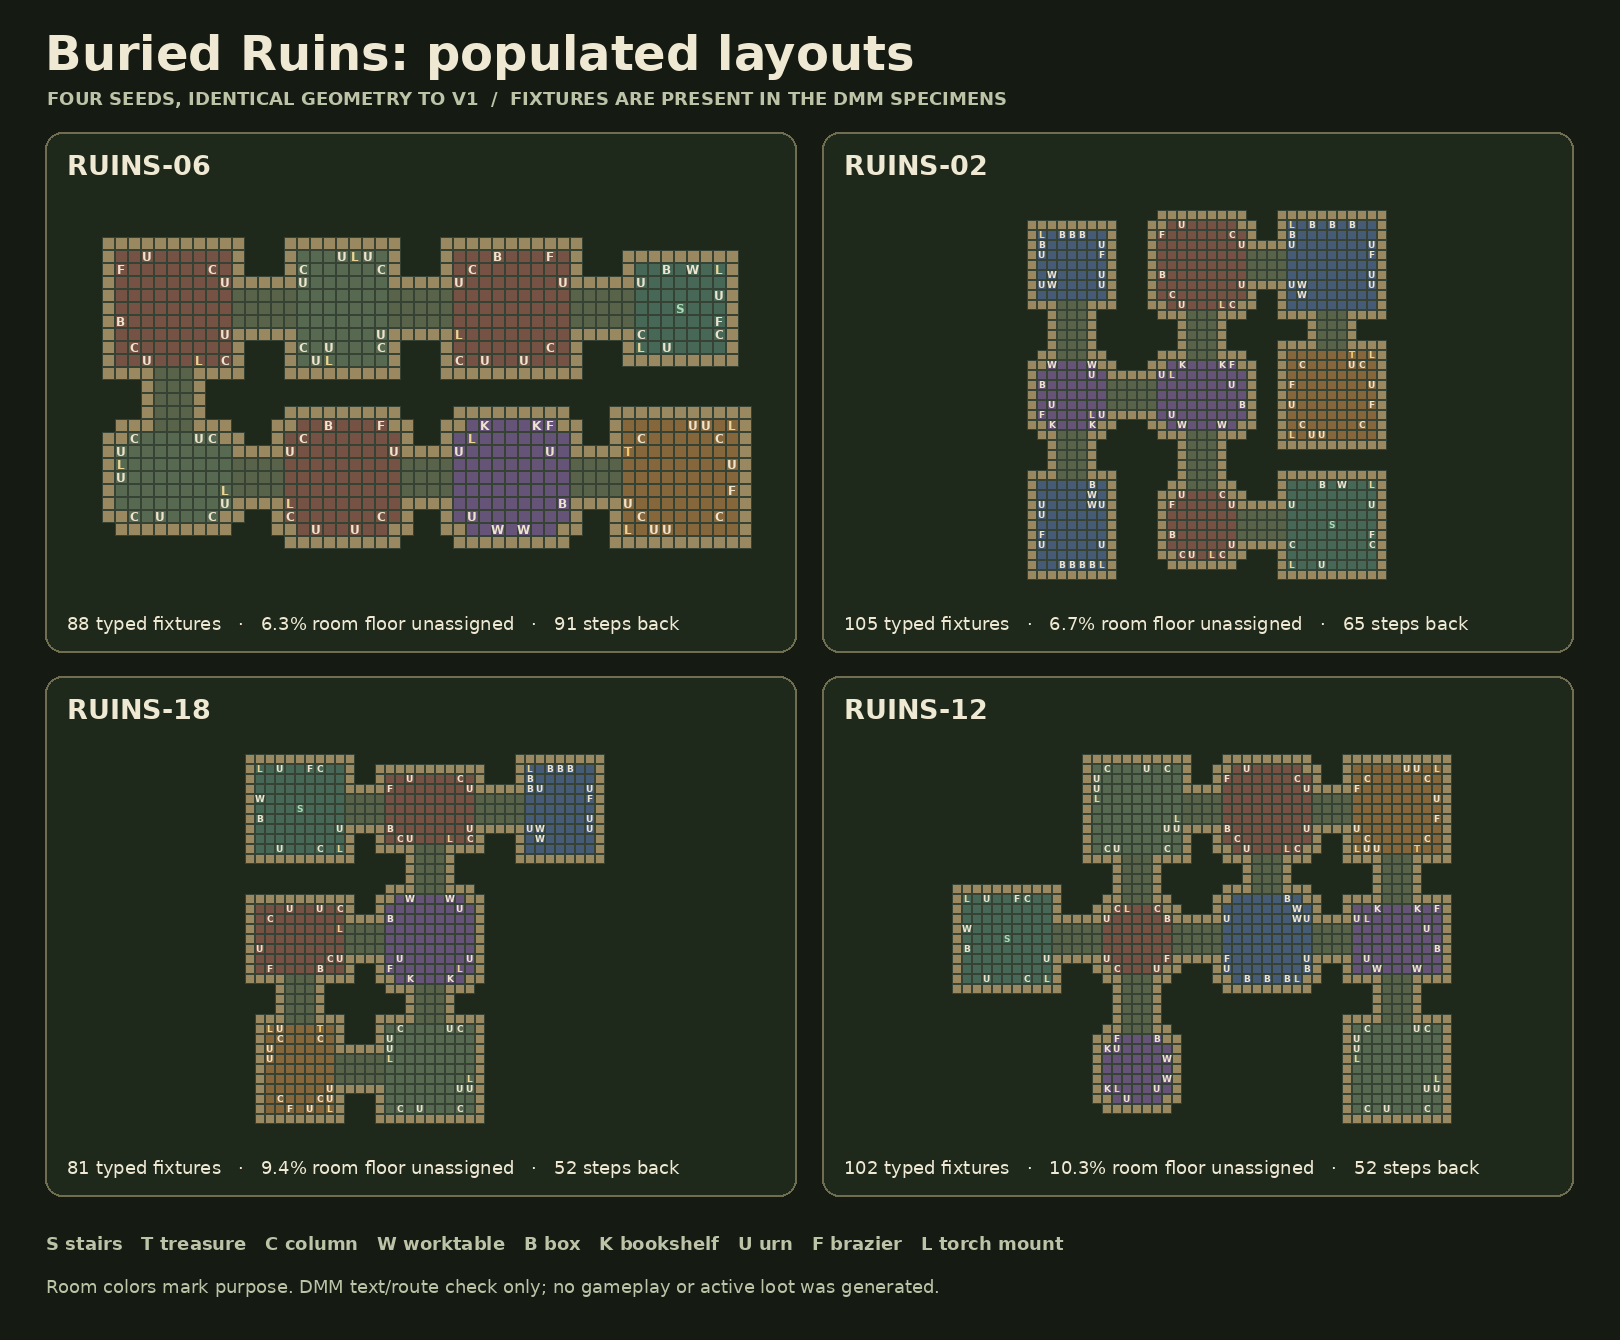 Buried Ruins: populated layouts
FOUR SEEDS, IDENTICAL GEOMETRY TO V1 / FIXTURES ARE PRESENT IN THE DMM SPECIMENS
RUINS-06
88 typed fixtures · 6.3% room floor unassigned · 91 steps back
RUINS-02
105 typed fixtures · 6.7% room floor unassigned · 65 steps back
RUINS-18
81 typed fixtures · 9.4% room floor unassigned · 52 steps back
RUINS-12
102 typed fixtures · 10.3% room floor unassigned · 52 steps back
S stairs T treasure C column W worktable B box K bookshelf U urn F brazier L torch mount
Room colors mark purpose. DMM text/route check only; no gameplay or active loot was generated.